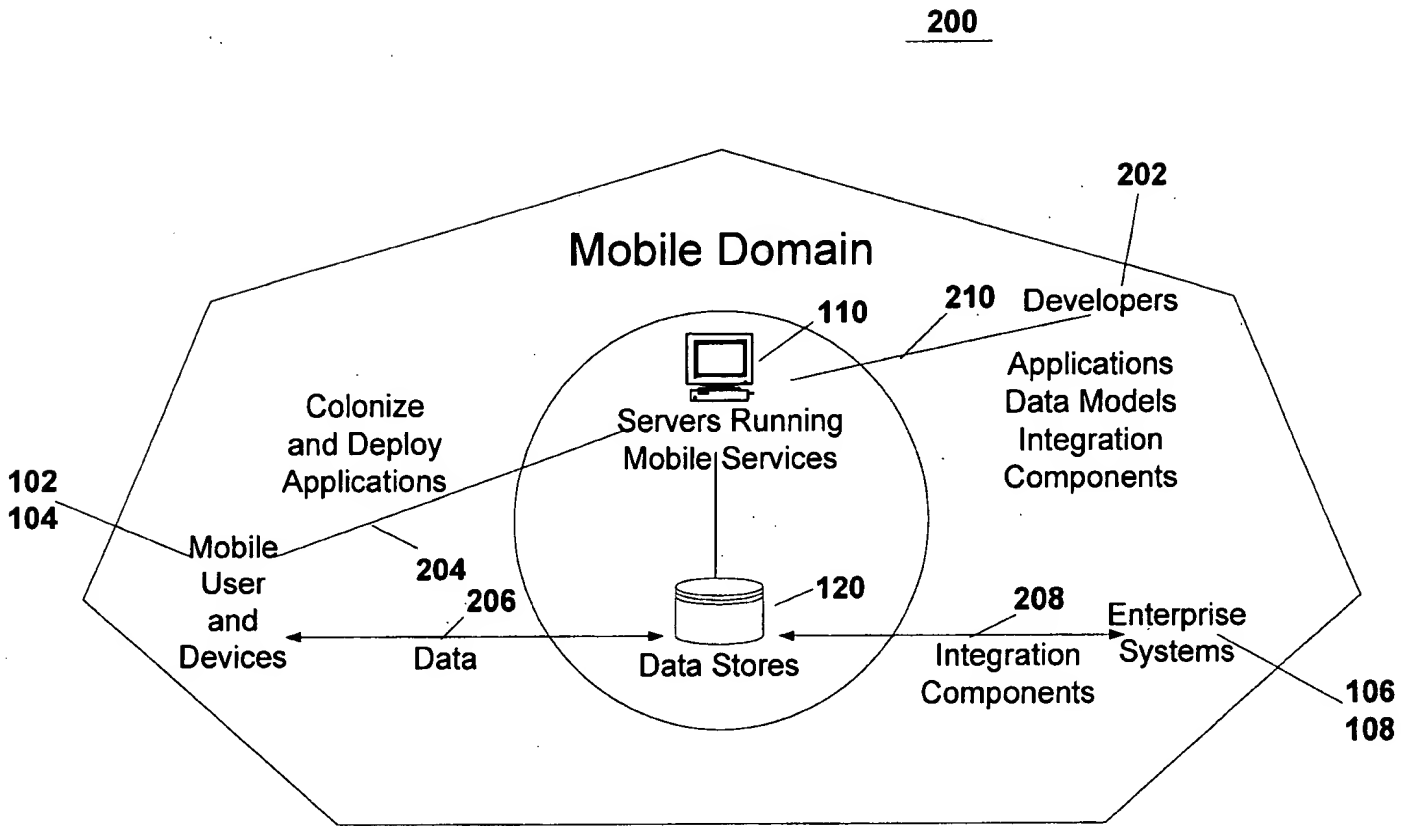 200
202
Mobile Domain
210
Developers
110
Applications
Data Models
Integration
Components
Colonize
and Deploy
Applications
Servers Running
Mobile Services
102
104
Mobile
User
and
Devices
204
206
Data
120
Data Stores
208
Integration
Components
Enterprise
Systems
106
108